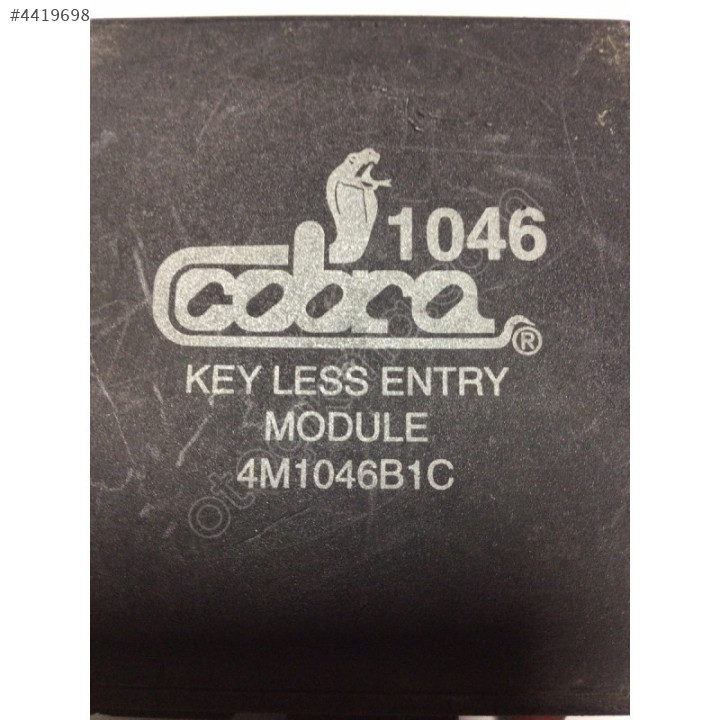 #4419698
1046
cobra ®
KEY LESS ENTRY
MODULE
4M1046B1C